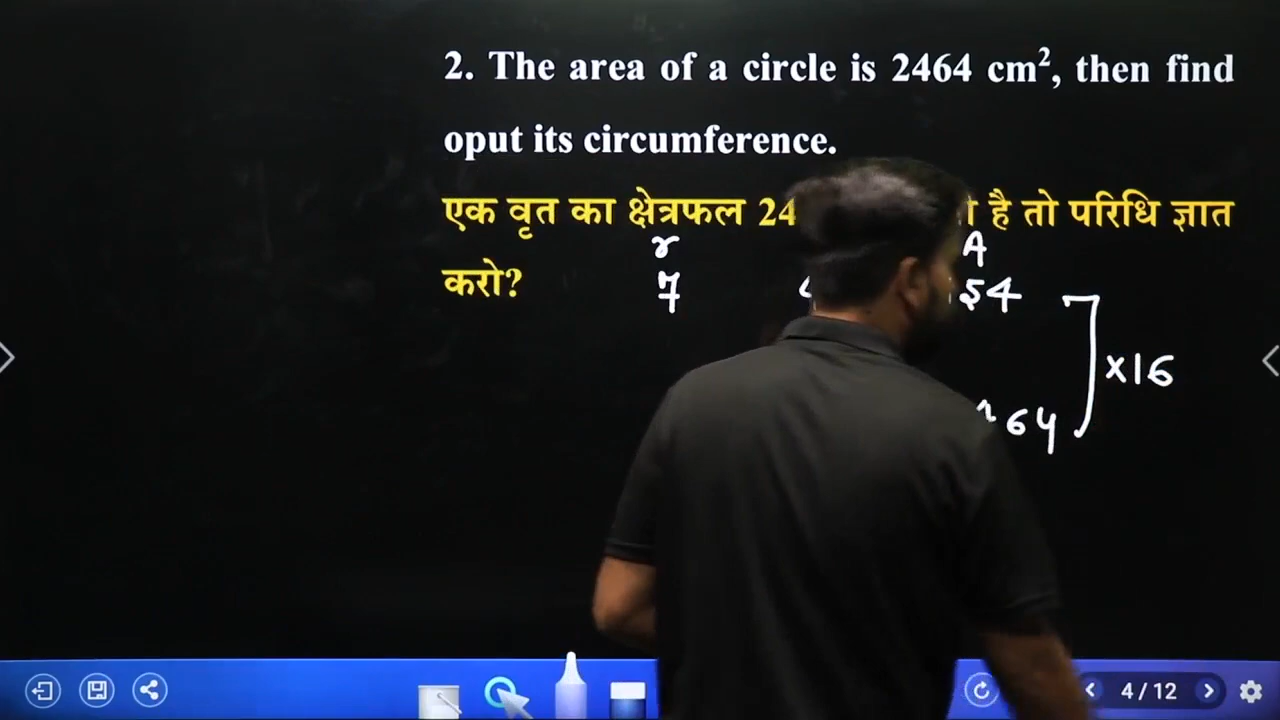 2. The area of a circle is 2464 cm², then find
oput its circumference.
एक वृत का क्षेत्रफल 24 है तो परिधि ज्ञात
करो?
r A
7 54
×16
64
4 / 12